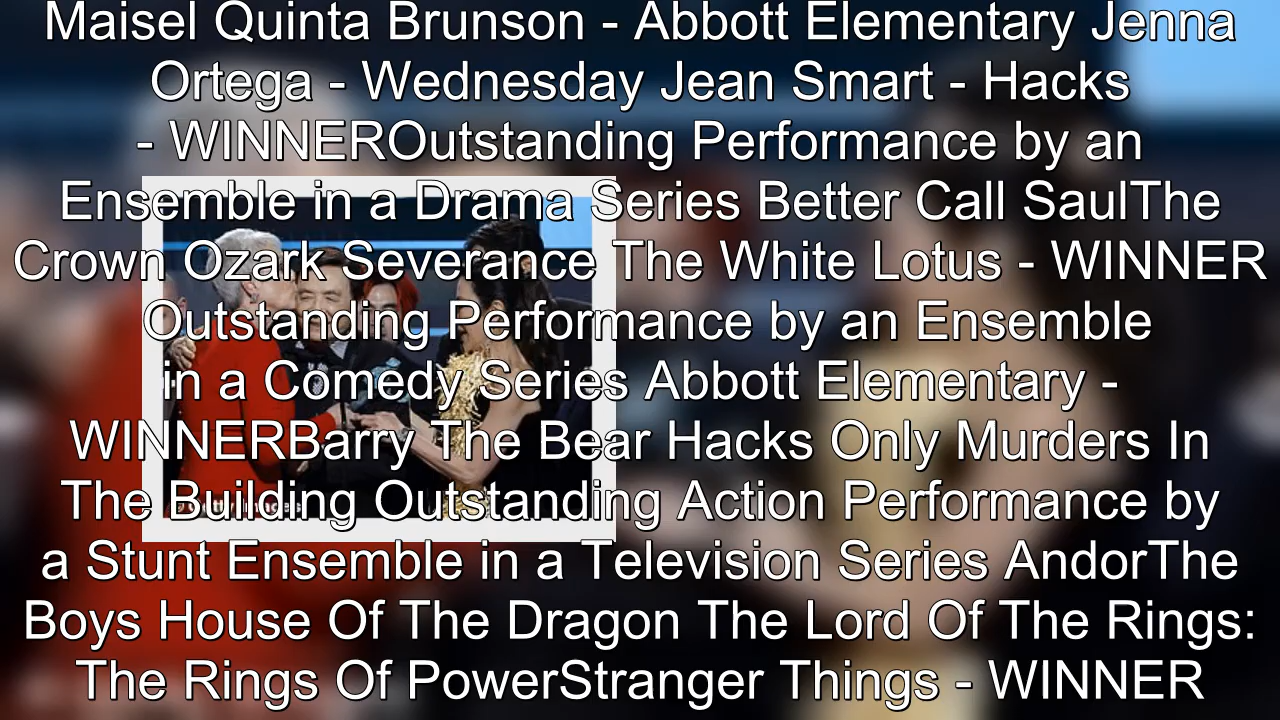 Maisel Quinta Brunson - Abbott Elementary Jenna
Ortega - Wednesday Jean Smart - Hacks
- WINNEROutstanding Performance by an
Ensemble in a Drama Series Better Call SaulThe
Crown Ozark Severance The White Lotus - WINNER
Outstanding Performance by an Ensemble
in a Comedy Series Abbott Elementary -
WINNERBarry The Bear Hacks Only Murders In
The Building Outstanding Action Performance by
a Stunt Ensemble in a Television Series AndorThe
Boys House Of The Dragon The Lord Of The Rings:
The Rings Of PowerStranger Things - WINNER